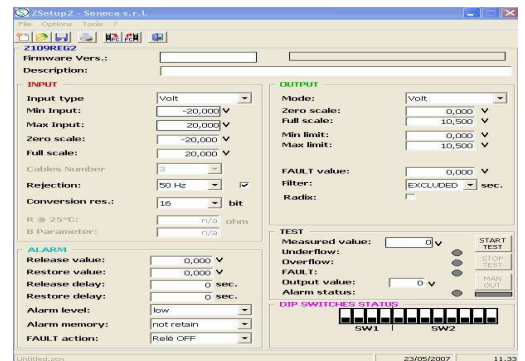 ZSetup2 - Seneca s.r.l.
File Options Tools ?
Z109REG2
Firmware Vers.:
Description:
INPUT
Input type Volt
Min Input: -20,000 V
Max Input: 20,000 V
Zero scale: -20,000 V
Full scale: 20,000 V
Cables Number 3
Rejection: 50 Hz
Conversion res.: 16 bit
R @ 25°C: n/a ohm
B Parameter: n/a
ALARM
Release value: 0,000 V
Restore value: 0,000 V
Release delay: 0 sec.
Restore delay: 0 sec.
Alarm level: low
Alarm memory: not retain
FAULT action: Relè OFF
OUTPUT
Mode: Volt
Zero scale: 0,000 V
Full scale: 10,500 V
Min limit: 0,000 V
Max limit: 10,500 V
FAULT value: 0,000 V
Filter: EXCLUDED sec.
Radix:
TEST
Measured value: 0 V
Underflow:
Overflow:
FAULT:
Output value: 0 V
Alarm status:
START TEST
STOP TEST
MAN OUT
DIP SWITCHES STATUS
SW1 SW2
Untitled.zcn 23/05/2007 11.33